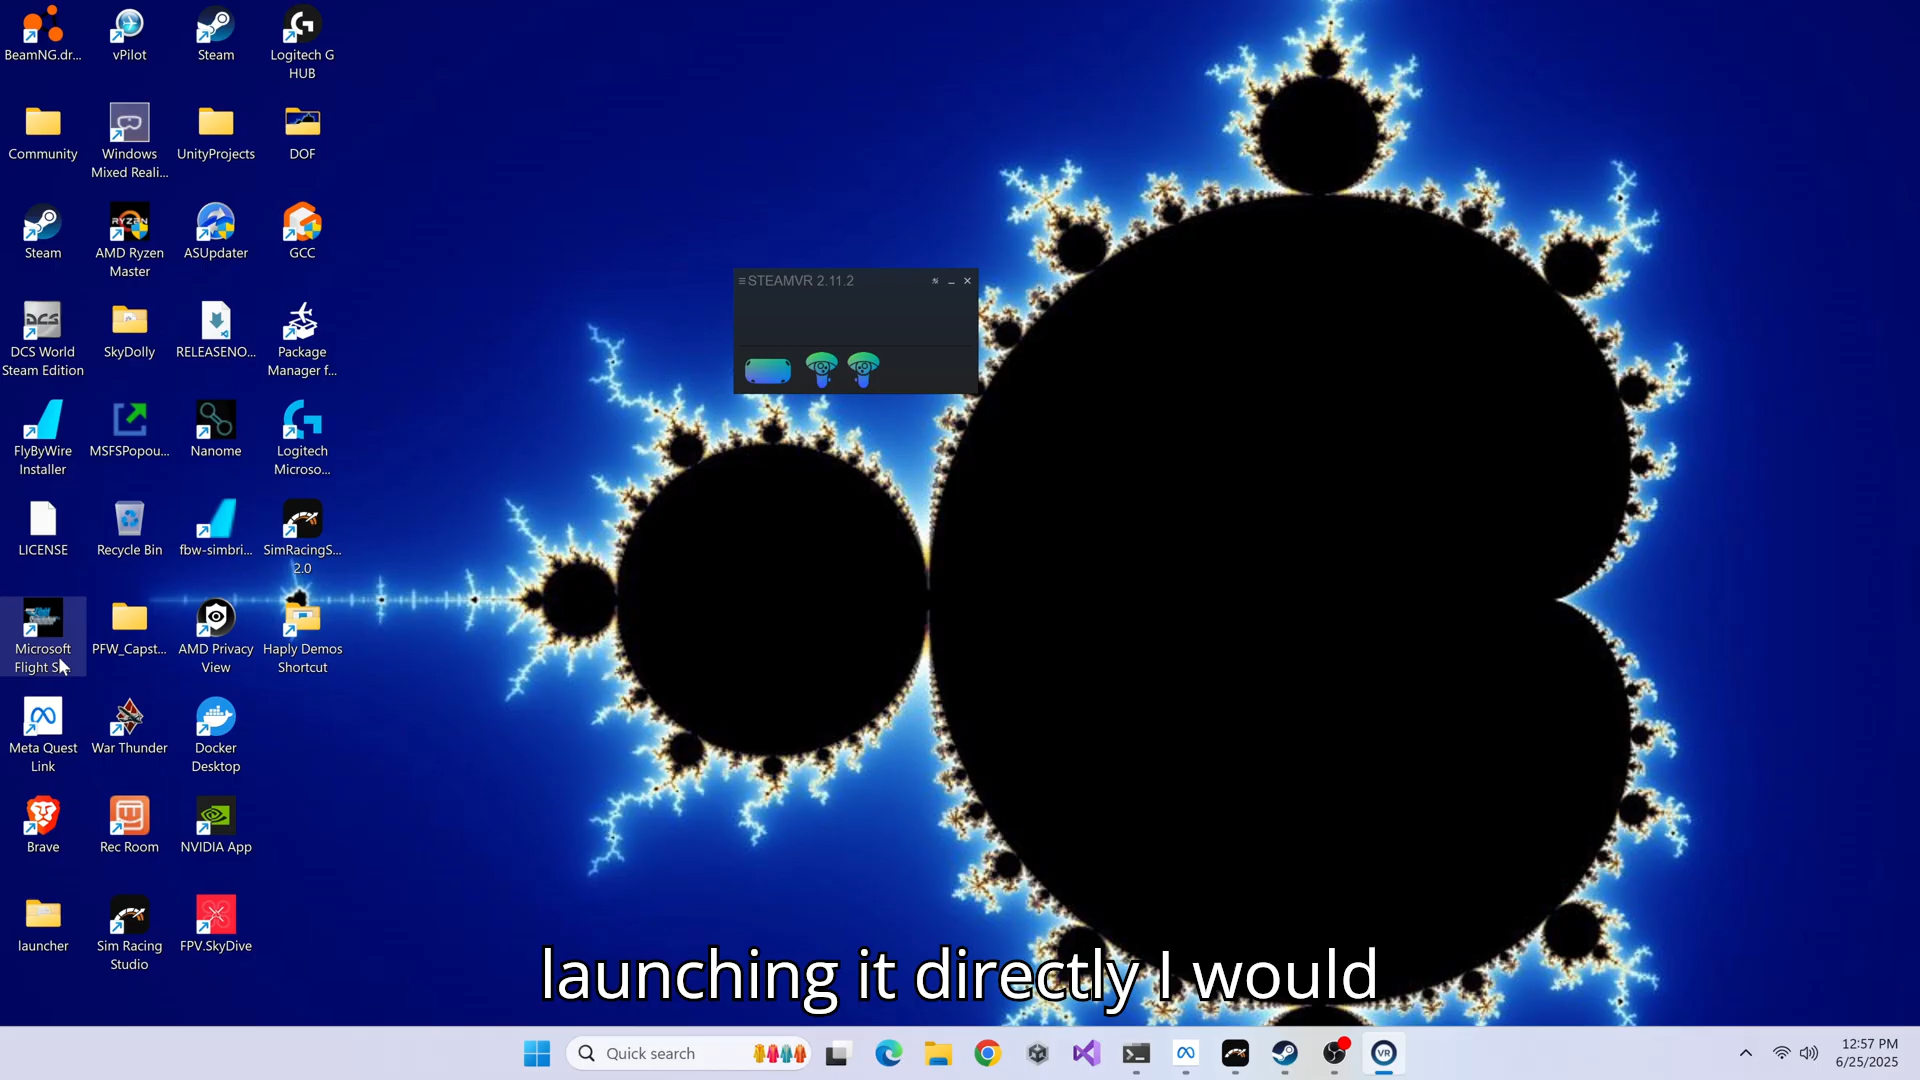 BeamNG.dr...
vPilot
Steam
Logitech G
HUB
Community
Windows
Mixed Reali...
UnityProjects
DOF
Steam
RYZEN
AMD Ryzen
Master
ASUpdater
GCC
DCS
DCS World
Steam Edition
SkyDolly
RELEASENO...
Package
Manager f...
FlyByWire
Installer
MSFSPopou...
Nanome
Logitech
Microso...
LICENSE
Recycle Bin
fbw-simbri...
SimRacingS...
2.0
Microsoft
Flight S
PFW_Capst...
AMD Privacy
View
Haply Demos
Shortcut
Meta Quest
Link
War Thunder
Docker
Desktop
Brave
Rec Room
NVIDIA App
launcher
Sim Racing
Studio
FPV.SkyDive
≡STEAMVR 2.11.2
launching it directly I would
Quick search
VR
12:57 PM
6/25/2025